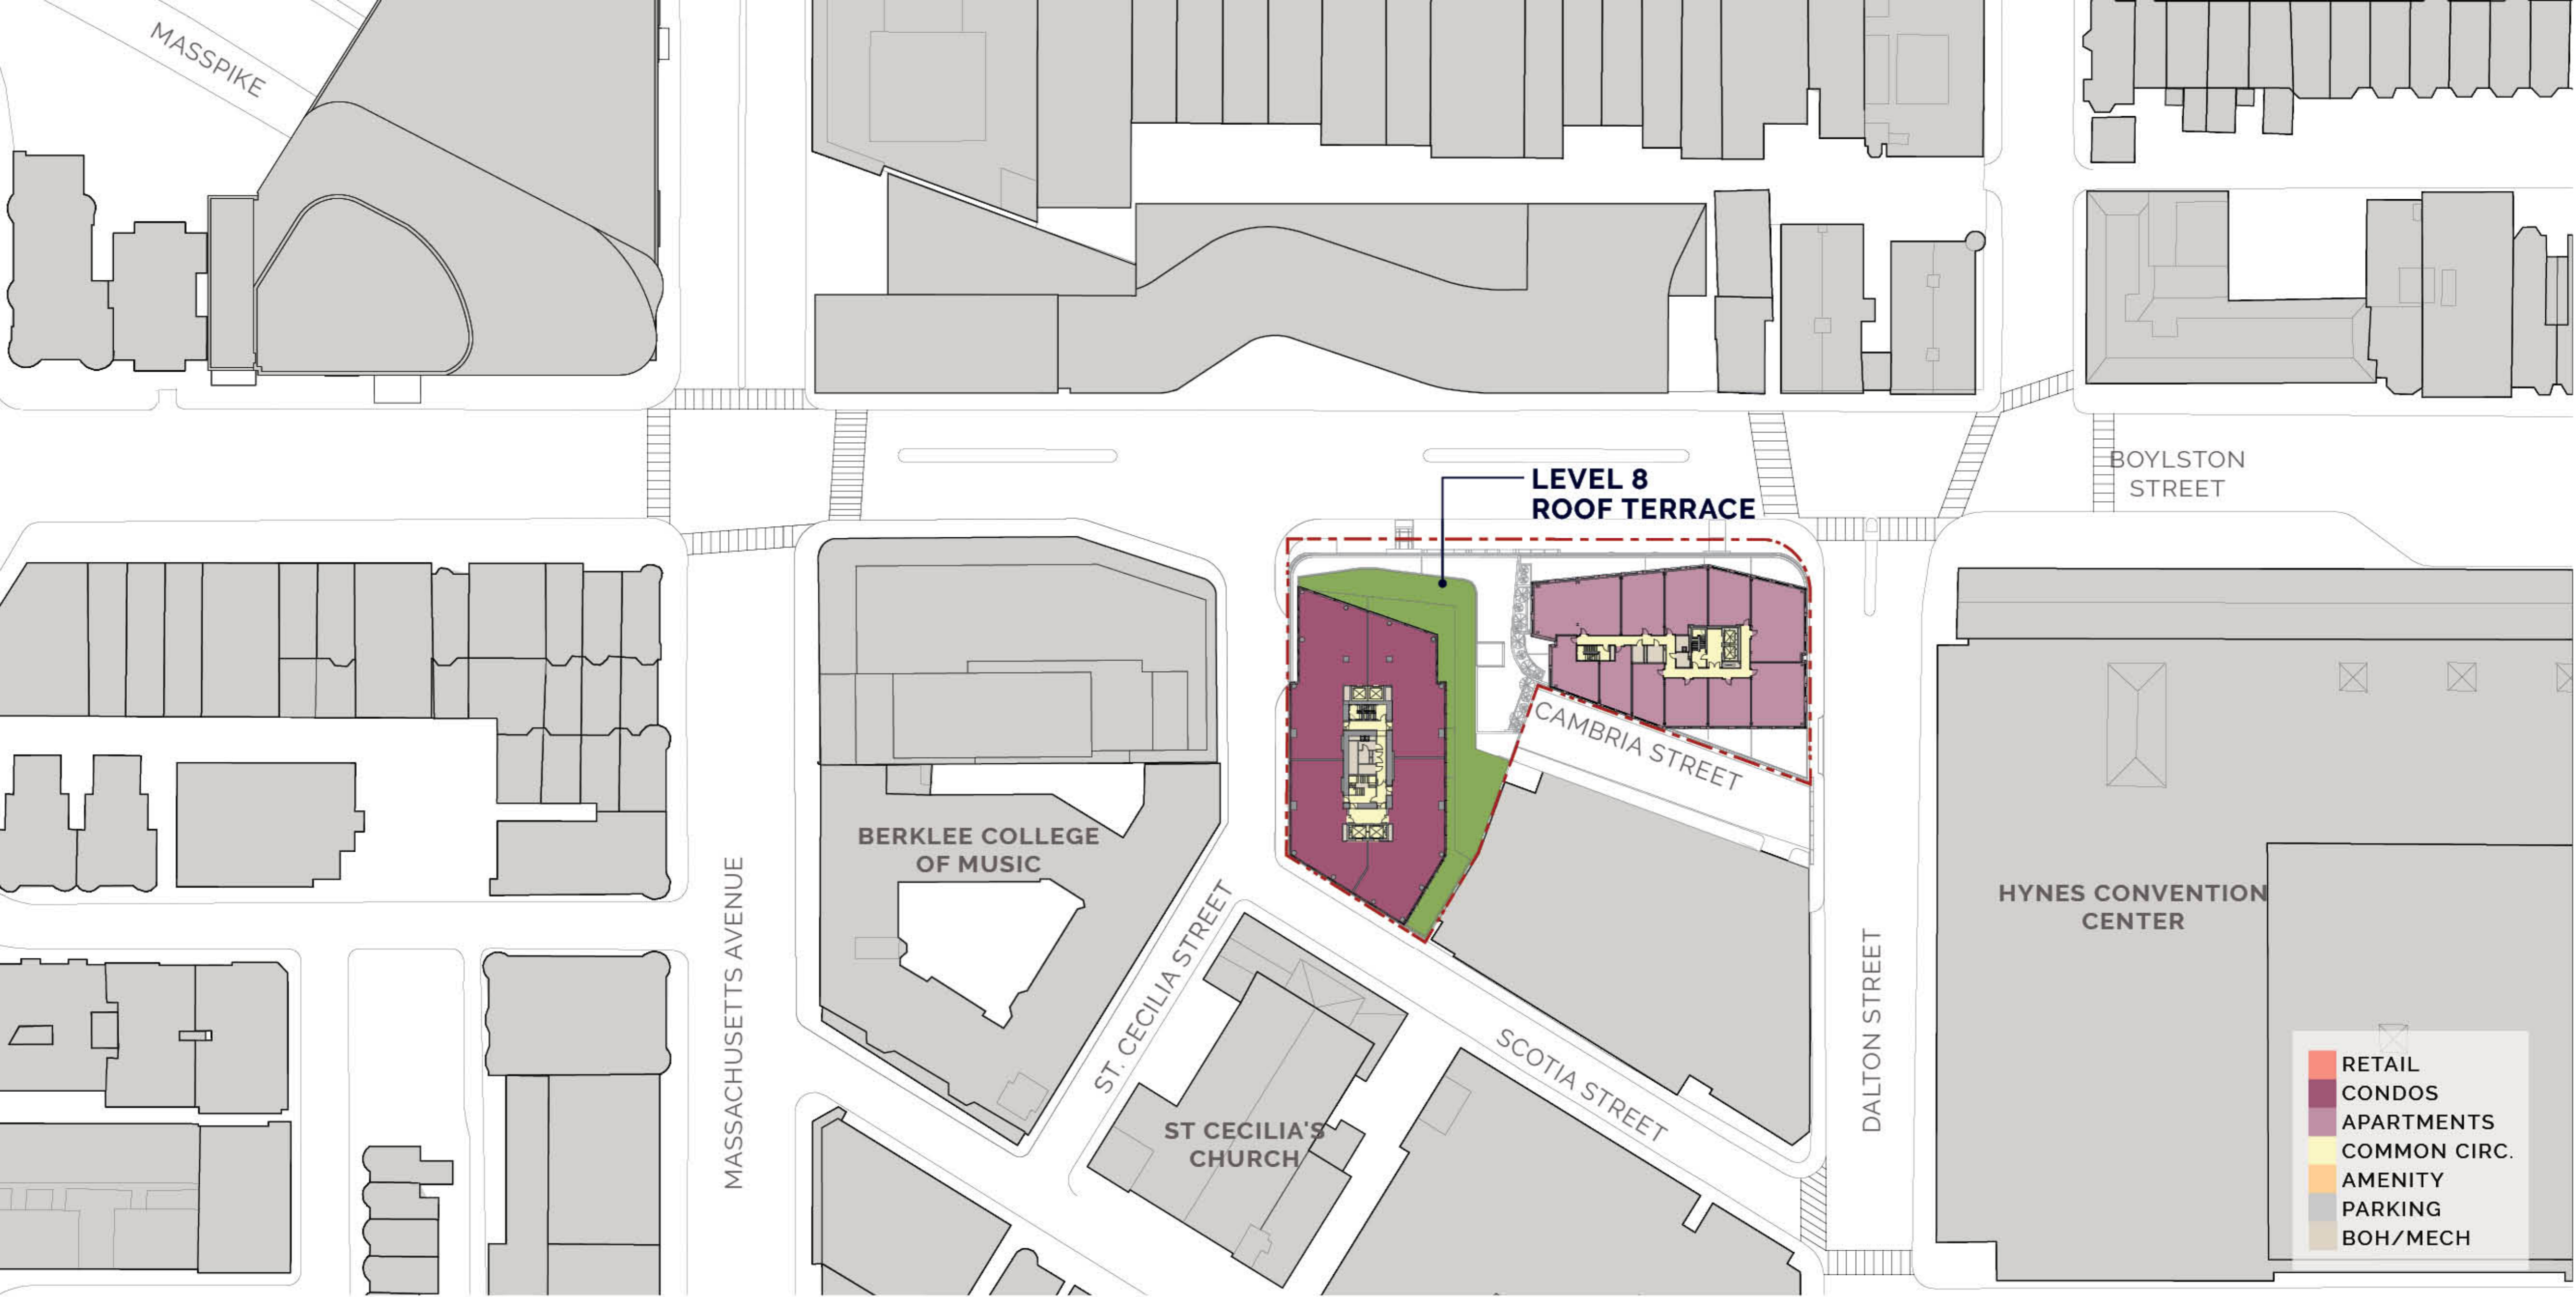 MASSPIKE
LEVEL 8
ROOF TERRACE
BOYLSTON
STREET
CAMBRIA STREET
BERKLEE COLLEGE
OF MUSIC
MASSACHUSETTS AVENUE
ST. CECILIA STREET
HYNES CONVENTION
CENTER
DALTON STREET
SCOTIA STREET
ST CECILIA'S
CHURCH
RETAIL
CONDOS
APARTMENTS
COMMON CIRC.
AMENITY
PARKING
BOH/MECH